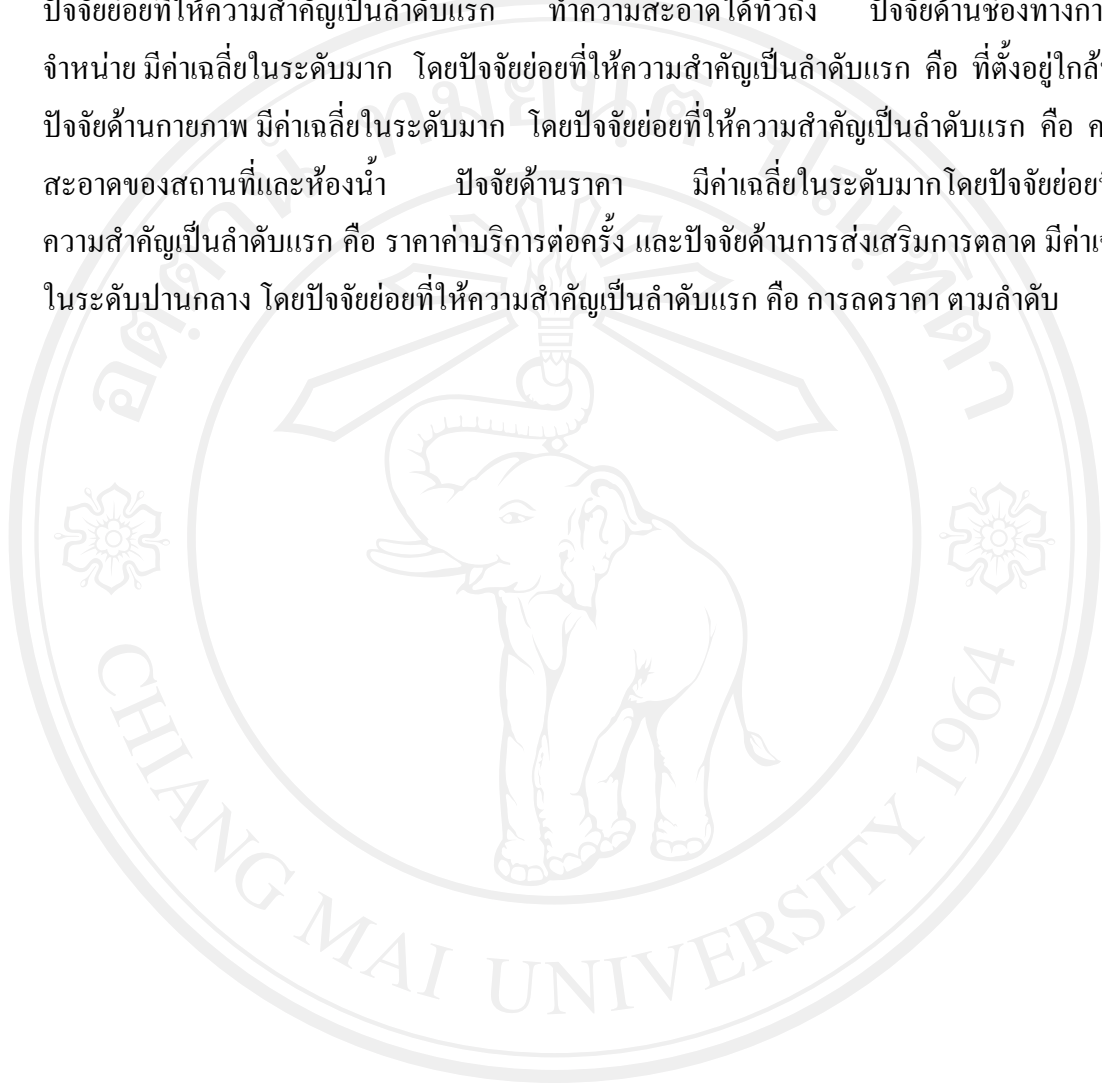 ปัจจัยย่อยที่ให้ความสำคัญเป็นลำดับแรก ทำความสะอาดได้ทั่วถึง ปัจจัยด้านช่องทางกา
จำหน่าย มีค่าเฉลี่ยในระดับมาก โดยปัจจัยย่อยที่ให้ความสำคัญเป็นลำดับแรก คือ ที่ตั้งอยู่ใกล้
ปัจจัยด้านกายภาพ มีค่าเฉลี่ยในระดับมาก โดยปัจจัยย่อยที่ให้ความสำคัญเป็นลำดับแรก คือ ค
สะอาดของสถานที่และห้องน้ำ ปัจจัยด้านราคา มีค่าเฉลี่ยในระดับมากโดยปัจจัยย่อย
ความสำคัญเป็นลำดับแรก คือ ราคาค่าบริการต่อครั้ง และปัจจัยด้านการส่งเสริมการตลาด มีค่าเ
ในระดับปานกลาง โดยปัจจัยย่อยที่ให้ความสำคัญเป็นลำดับแรก คือ การลดราคา ตามลำดับ
อตฺตานํ ทมยนฺติ ปณฺฑิตา
CHIANG MAI UNIVERSITY 1964